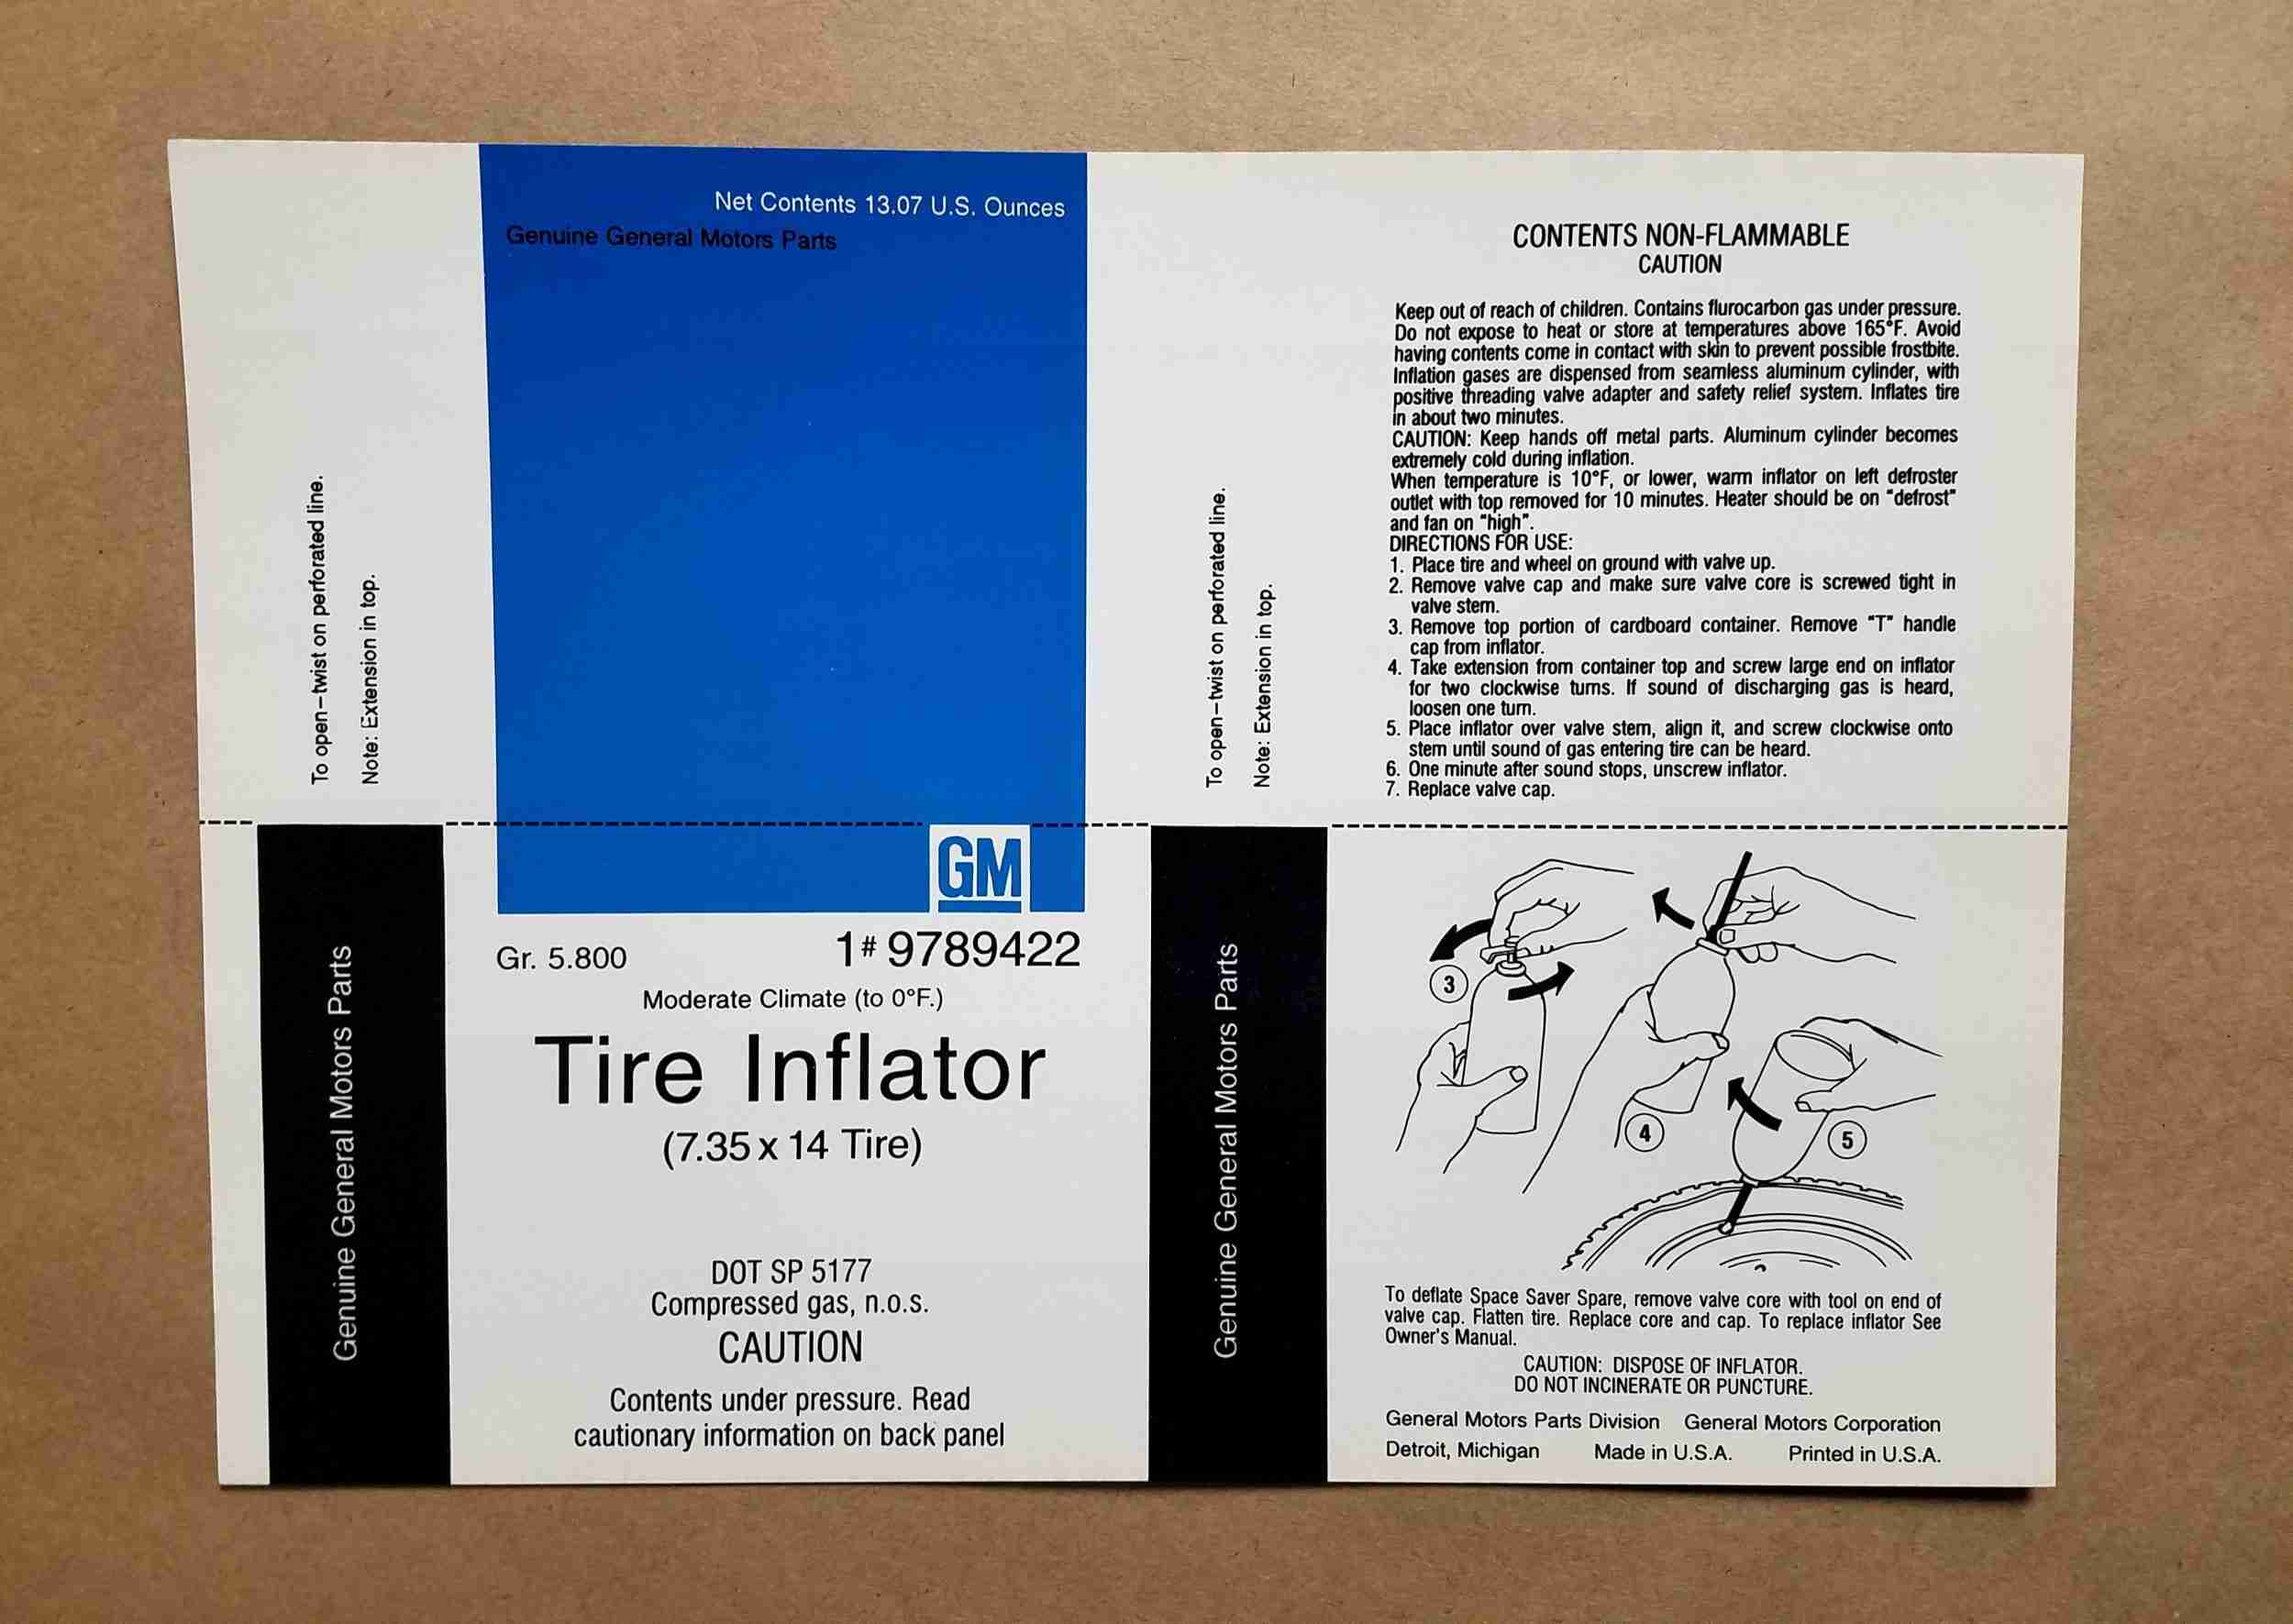 To open–twist on perforated line.
Note: Extension in top.
Genuine General Motors Parts
Net Contents 13.07 U.S. Ounces
Genuine General Motors Parts
GM
Gr. 5.800
1# 9789422
Moderate Climate (to 0°F.)
Tire Inflator
(7.35 x 14 Tire)
DOT SP 5177
Compressed gas, n.o.s.
CAUTION
Contents under pressure. Read
cautionary information on back panel
To open–twist on perforated line.
Note: Extension in top.
Genuine General Motors Parts
CONTENTS NON-FLAMMABLE
CAUTION
Keep out of reach of children. Contains flurocarbon gas under pressure.
Do not expose to heat or store at temperatures above 165°F. Avoid
having contents come in contact with skin to prevent possible frostbite.
Inflation gases are dispensed from seamless aluminum cylinder, with
positive threading valve adapter and safety relief system. Inflates tire
in about two minutes.
CAUTION: Keep hands off metal parts. Aluminum cylinder becomes
extremely cold during inflation.
When temperature is 10°F, or lower, warm inflator on left defroster
outlet with top removed for 10 minutes. Heater should be on "defrost"
and fan on "high".
DIRECTIONS FOR USE:
1. Place tire and wheel on ground with valve up.
2. Remove valve cap and make sure valve core is screwed tight in
valve stem.
3. Remove top portion of cardboard container. Remove "T" handle
cap from inflator.
4. Take extension from container top and screw large end on inflator
for two clockwise turns. If sound of discharging gas is heard,
loosen one turn.
5. Place inflator over valve stem, align it, and screw clockwise onto
stem until sound of gas entering tire can be heard.
6. One minute after sound stops, unscrew inflator.
7. Replace valve cap.
3
4
5
To deflate Space Saver Spare, remove valve core with tool on end of
valve cap. Flatten tire. Replace core and cap. To replace inflator See
Owner's Manual.
CAUTION: DISPOSE OF INFLATOR.
DO NOT INCINERATE OR PUNCTURE.
General Motors Parts Division General Motors Corporation
Detroit, Michigan Made in U.S.A. Printed in U.S.A.